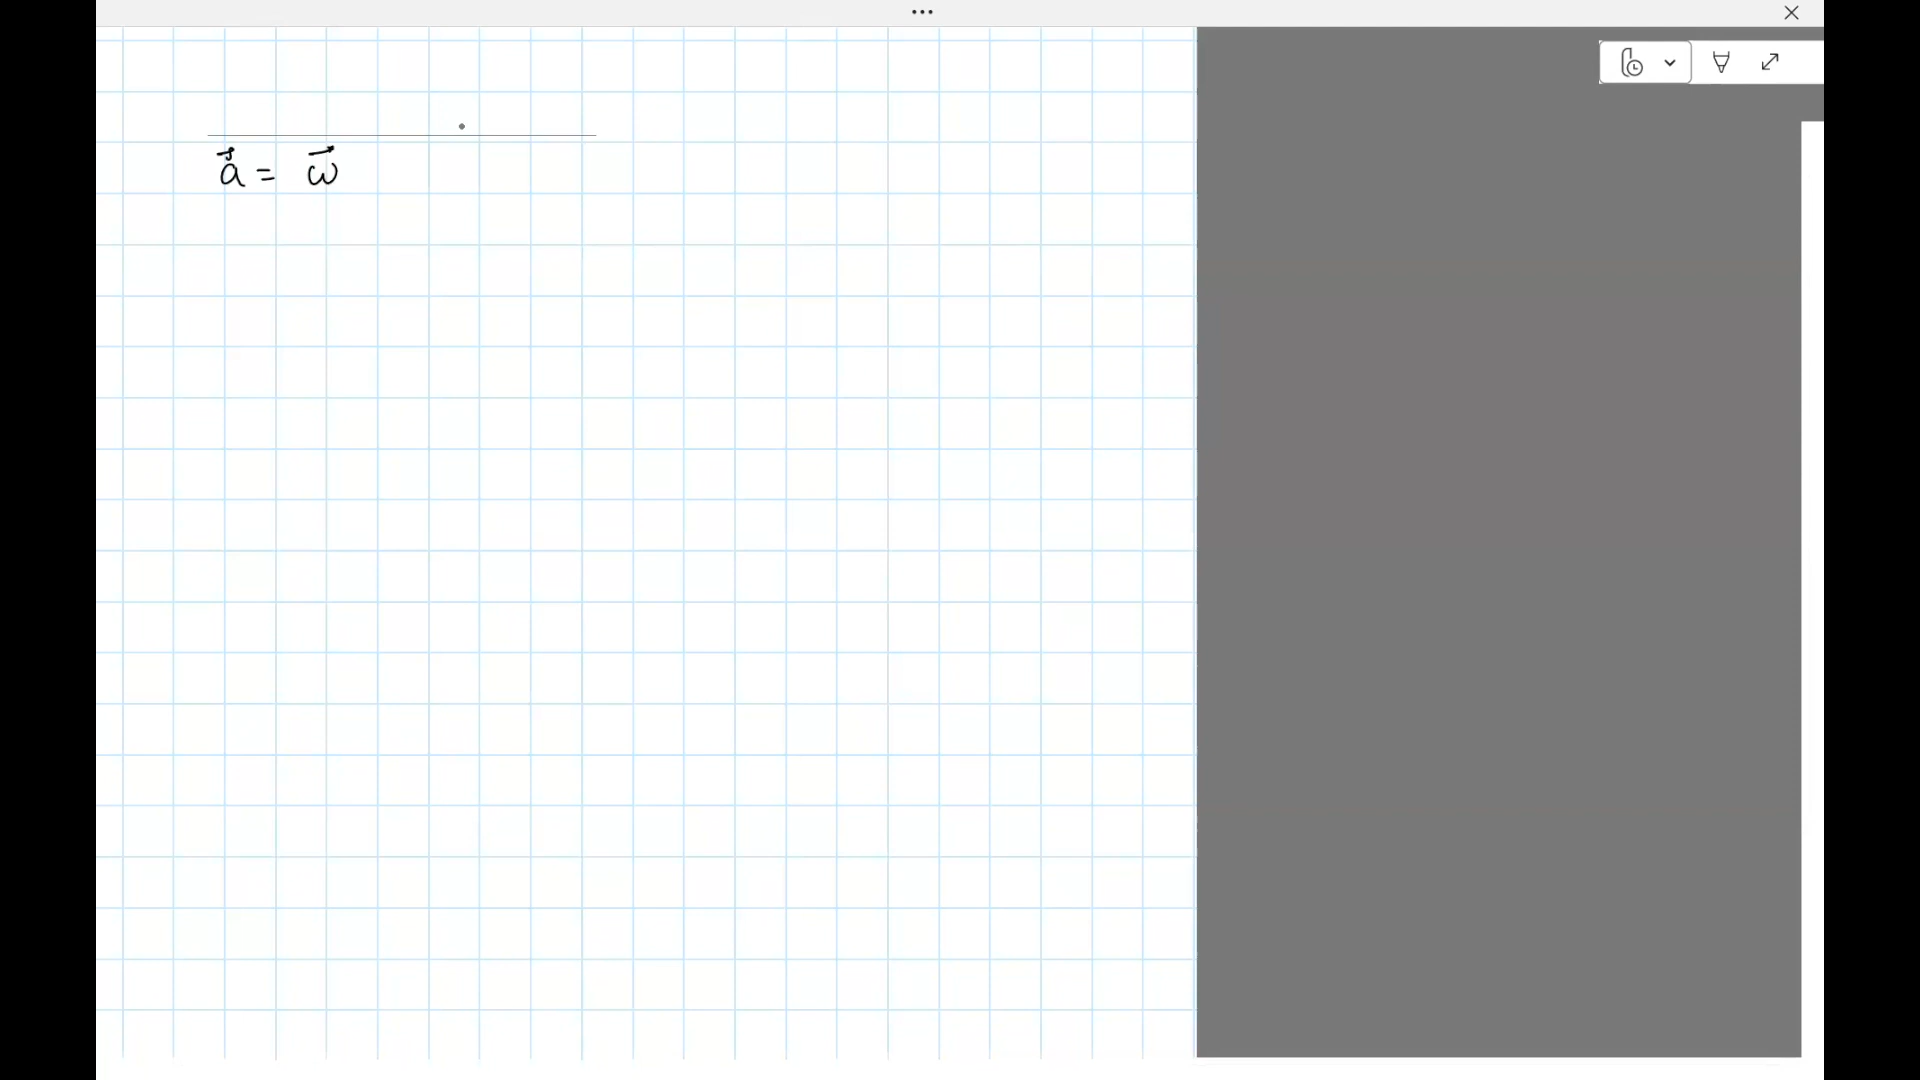 a⃗ = ω⃗